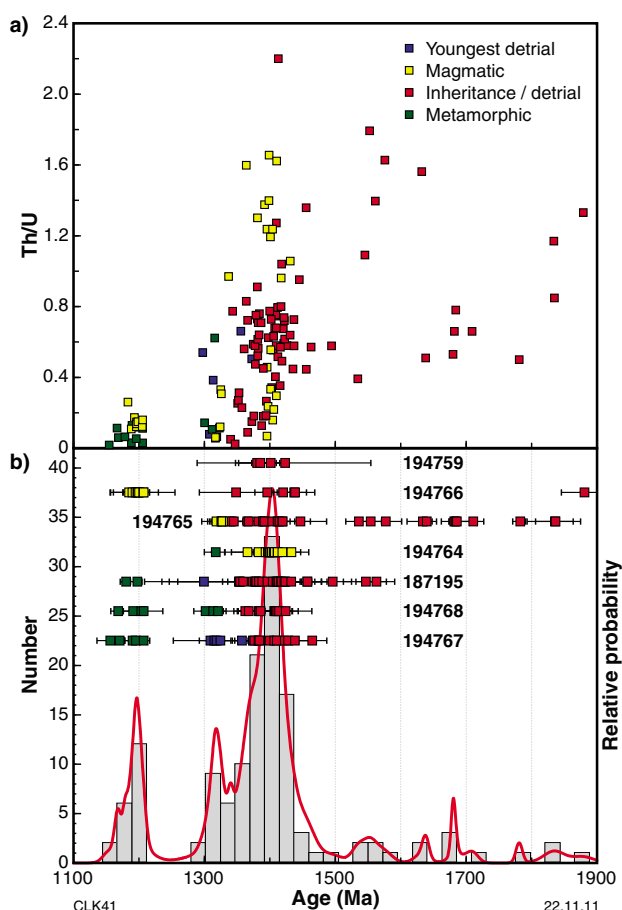 a)
2.4
2.0
1.6
1.2
0.8
0.4
0
Th/U
Youngest detrial
Magmatic
Inheritance / detrial
Metamorphic
b)
40
35
30
25
20
15
10
5
0
Number
194759
194766
194765
194764
187195
194768
194767
Relative probability
1100 1300 1500 1700 1900
Age (Ma)
CLK41 22.11.11